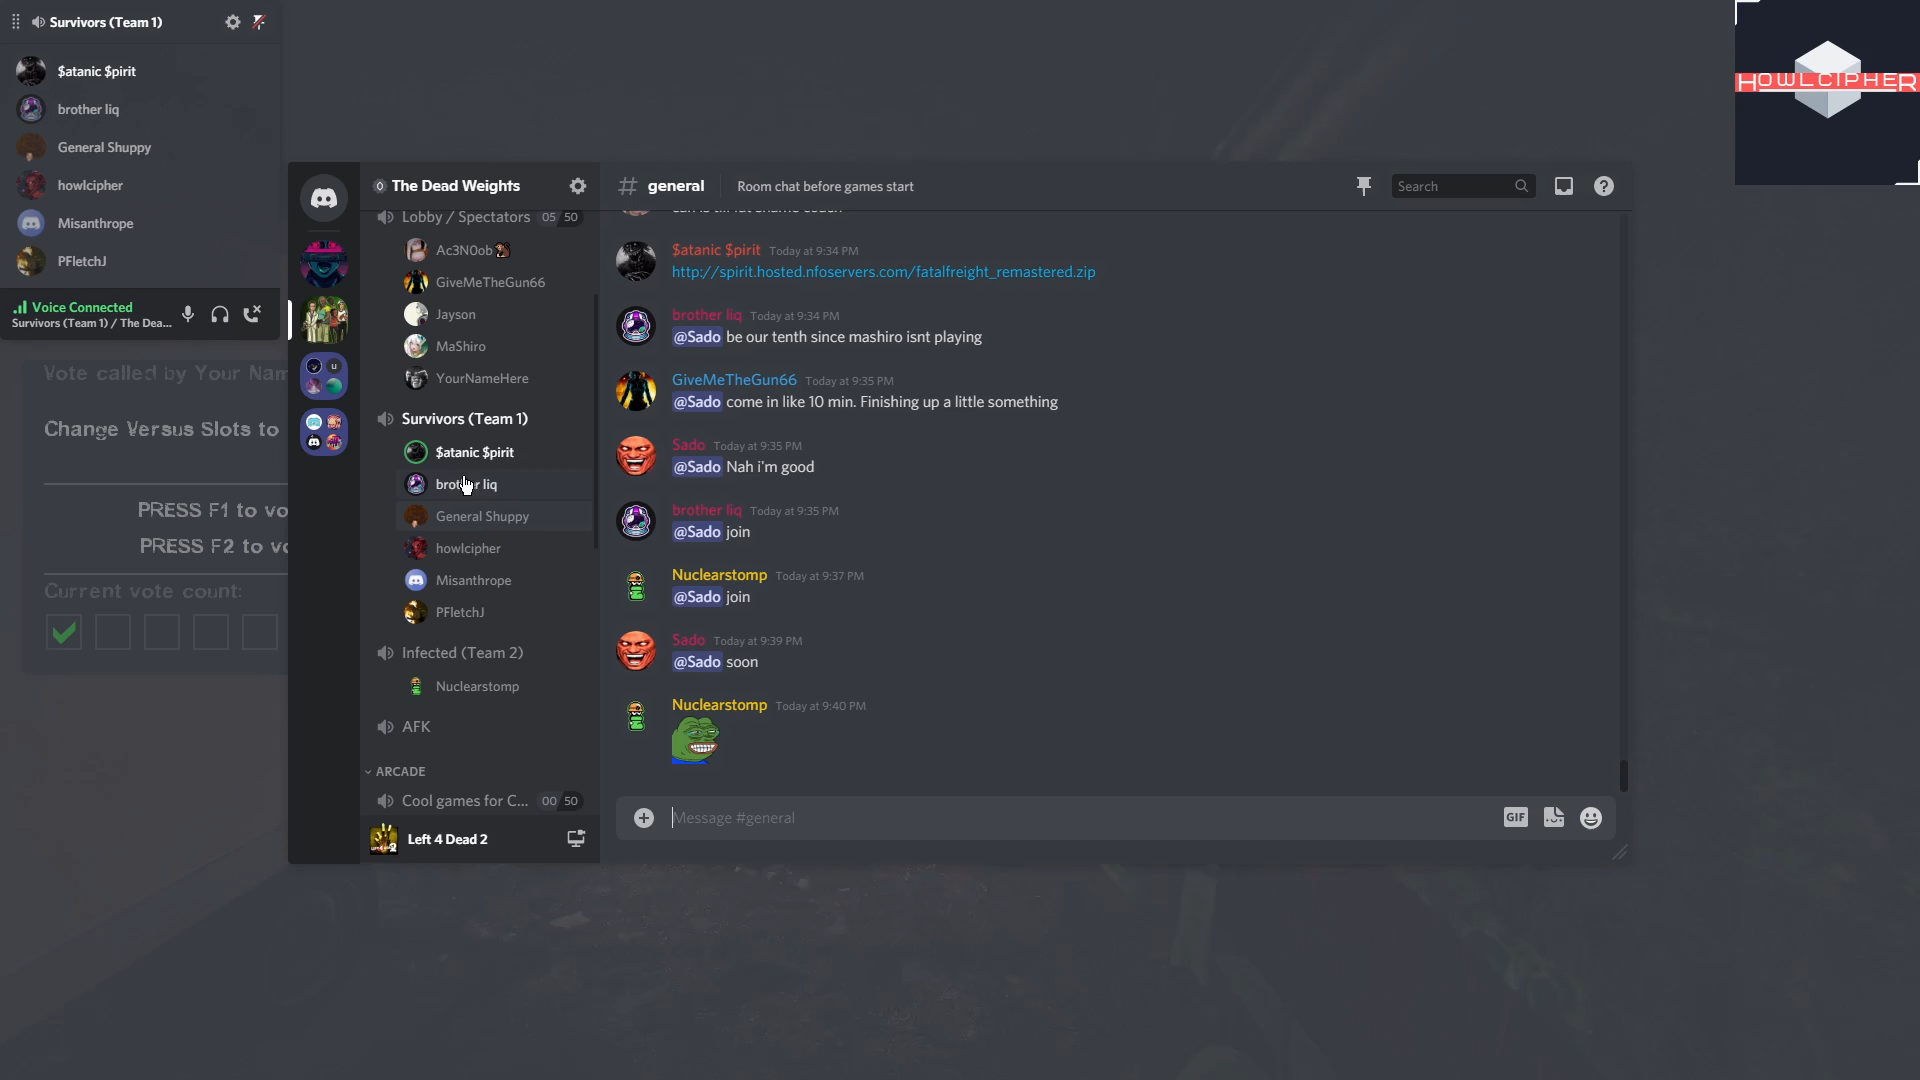 Survivors (Team 1)
$atanic $pirit
brother liq
General Shuppy
howlcipher
Misanthrope
PFletchJ
Voice Connected
Survivors (Team 1) / The Dea...
Vote called by Your Nam
Change Versus Slots to
PRESS F1 to vo
PRESS F2 to vo
Current vote count:
The Dead Weights
Lobby / Spectators 05 50
Ac3N0ob
GiveMeTheGun66
Jayson
MaShiro
YourNameHere
Survivors (Team 1)
$atanic $pirit
brother liq
General Shuppy
howlcipher
Misanthrope
PFletchJ
Infected (Team 2)
Nuclearstomp
AFK
ARCADE
Cool games for C... 00 50
Left 4 Dead 2
# general
Room chat before games start
Search
$atanic $pirit Today at 9:34 PM
http://spirit.hosted.nfoservers.com/fatalfreight_remastered.zip
brother liq Today at 9:34 PM
@Sado be our tenth since mashiro isnt playing
GiveMeTheGun66 Today at 9:35 PM
@Sado come in like 10 min. Finishing up a little something
Sado Today at 9:35 PM
@Sado Nah i'm good
brother liq Today at 9:35 PM
@Sado join
Nuclearstomp Today at 9:37 PM
@Sado join
Sado Today at 9:39 PM
@Sado soon
Nuclearstomp Today at 9:40 PM
Message #general
GIF
HOWLCIPHER